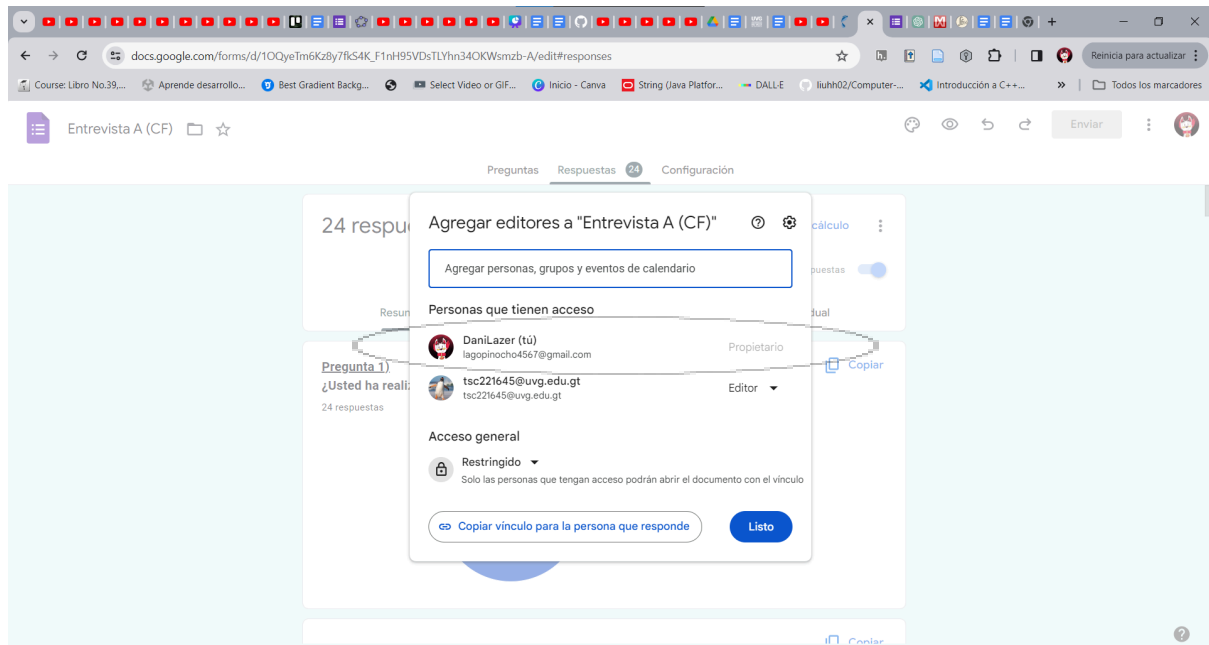 docs.google.com/forms/d/1OQyeTm6Kz8y7fkS4K_F1nH95VDsTLYhn34OKWsmzb-A/edit#responses
Reinicia para actualizar
Course: Libro No.39,...
Aprende desarrollo...
Best Gradient Backg...
Select Video or GIF...
Inicio - Canva
String (Java Platfor...
DALL·E
liuhh02/Computer-...
Introducción a C++...
»
Todos los marcadores
Entrevista A (CF)
Enviar
Preguntas
Respuestas 24
Configuración
24 respu
cálculo
puestas
Resun
dual
Agregar editores a "Entrevista A (CF)"
Agregar personas, grupos y eventos de calendario
Personas que tienen acceso
DaniLazer (tú)
lagopinocho4567@gmail.com
Propietario
tsc221645@uvg.edu.gt
tsc221645@uvg.edu.gt
Editor
Acceso general
Restringido
Solo las personas que tengan acceso podrán abrir el documento con el vínculo
Copiar vínculo para la persona que responde
Listo
Pregunta 1)
Copiar
¿Usted ha realiz
24 respuestas
Copiar